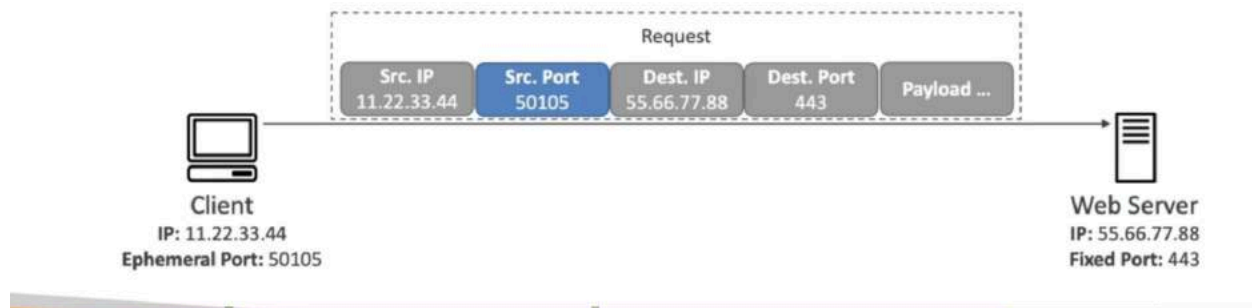 Request
Src. IP
11.22.33.44
Src. Port
50105
Dest. IP
55.66.77.88
Dest. Port
443
Payload ...
Client
IP: 11.22.33.44
Ephemeral Port: 50105
Web Server
IP: 55.66.77.88
Fixed Port: 443